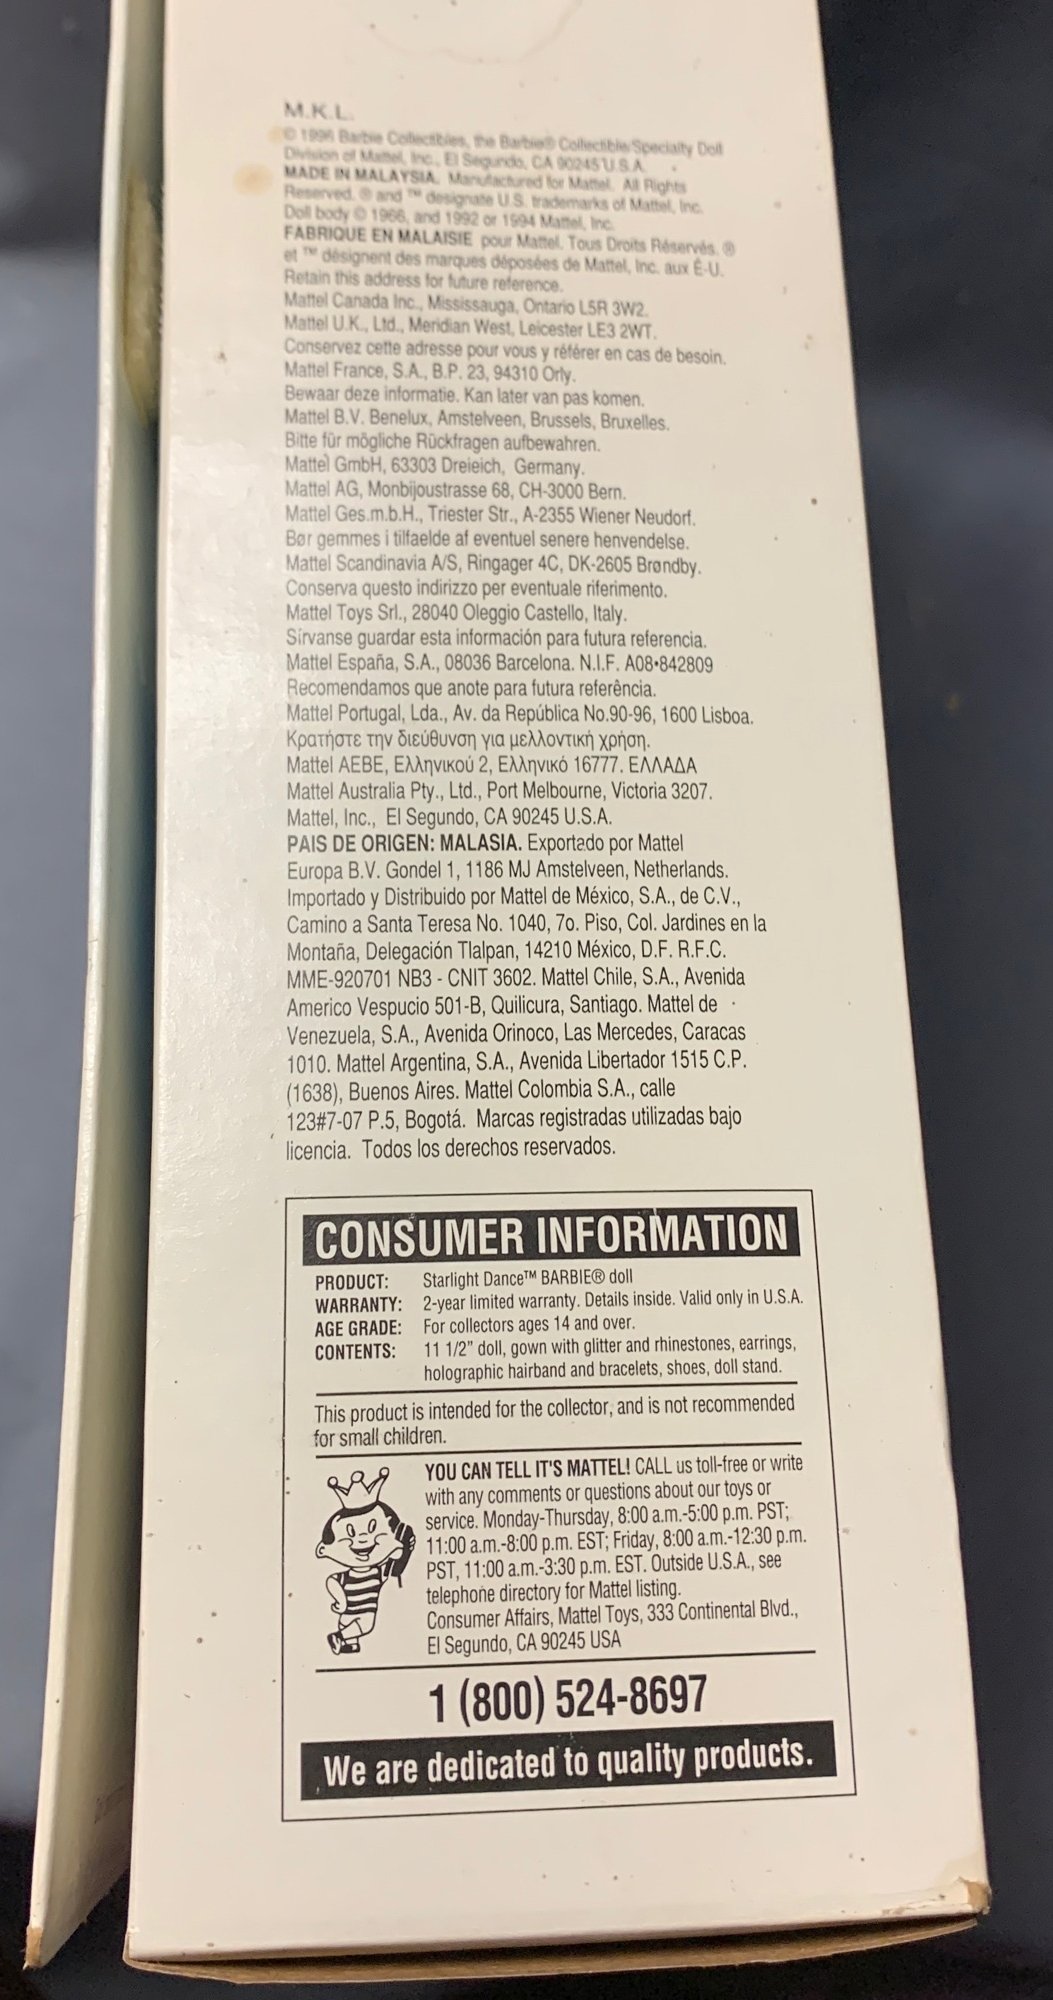 M.K.L.
© 1996 Barbie Collectibles, the Barbie® Collectible/Specialty Doll
Division of Mattel, Inc., El Segundo, CA 90245 U.S.A.
MADE IN MALAYSIA. Manufactured for Mattel. All Rights
Reserved. ® and ™ designate U.S. trademarks of Mattel, Inc.
Doll body © 1966, and 1992 or 1994 Mattel, Inc.
FABRIQUE EN MALAISIE pour Mattel. Tous Droits Réservés. ®
et ™ désignent des marques déposées de Mattel, Inc. aux É-U.
Retain this address for future reference.
Mattel Canada Inc., Mississauga, Ontario L5R 3W2.
Mattel U.K., Ltd., Meridian West, Leicester LE3 2WT.
Conservez cette adresse pour vous y référer en cas de besoin.
Mattel France, S.A., B.P. 23, 94310 Orly.
Bewaar deze informatie. Kan later van pas komen.
Mattel B.V. Benelux, Amstelveen, Brussels, Bruxelles.
Bitte für mögliche Rückfragen aufbewahren.
Mattel GmbH, 63303 Dreieich, Germany.
Mattel AG, Monbijoustrasse 68, CH-3000 Bern.
Mattel Ges.m.b.H., Triester Str., A-2355 Wiener Neudorf.
Bør gemmes i tilfaelde af eventuel senere henvendelse.
Mattel Scandinavia A/S, Ringager 4C, DK-2605 Brøndby.
Conserva questo indirizzo per eventuale riferimento.
Mattel Toys Srl., 28040 Oleggio Castello, Italy.
Sírvanse guardar esta información para futura referencia.
Mattel España, S.A., 08036 Barcelona. N.I.F. A08•842809
Recomendamos que anote para futura referência.
Mattel Portugal, Lda., Av. da República No.90-96, 1600 Lisboa.
Κρατήστε την διεύθυνση για μελλοντική χρήση.
Mattel AEBE, Ελληνικού 2, Ελληνικό 16777. ΕΛΛΑΔΑ
Mattel Australia Pty., Ltd., Port Melbourne, Victoria 3207.
Mattel, Inc., El Segundo, CA 90245 U.S.A.
PAIS DE ORIGEN: MALASIA. Exportado por Mattel
Europa B.V. Gondel 1, 1186 MJ Amstelveen, Netherlands.
Importado y Distribuido por Mattel de México, S.A., de C.V.,
Camino a Santa Teresa No. 1040, 7o. Piso, Col. Jardines en la
Montaña, Delegación Tlalpan, 14210 México, D.F. R.F.C.
MME-920701 NB3 - CNIT 3602. Mattel Chile, S.A., Avenida
Americo Vespucio 501-B, Quilicura, Santiago. Mattel de
Venezuela, S.A., Avenida Orinoco, Las Mercedes, Caracas
1010. Mattel Argentina, S.A., Avenida Libertador 1515 C.P.
(1638), Buenos Aires. Mattel Colombia S.A., calle
123#7-07 P.5, Bogotá. Marcas registradas utilizadas bajo
licencia. Todos los derechos reservados.
CONSUMER INFORMATION
PRODUCT: Starlight Dance™ BARBIE® doll
WARRANTY: 2-year limited warranty. Details inside. Valid only in U.S.A.
AGE GRADE: For collectors ages 14 and over.
CONTENTS: 11 1/2" doll, gown with glitter and rhinestones, earrings,
holographic hairband and bracelets, shoes, doll stand.
This product is intended for the collector, and is not recommended
for small children.
YOU CAN TELL IT'S MATTEL! CALL us toll-free or write
with any comments or questions about our toys or
service. Monday-Thursday, 8:00 a.m.-5:00 p.m. PST;
11:00 a.m.-8:00 p.m. EST; Friday, 8:00 a.m.-12:30 p.m.
PST, 11:00 a.m.-3:30 p.m. EST. Outside U.S.A., see
telephone directory for Mattel listing.
Consumer Affairs, Mattel Toys, 333 Continental Blvd.,
El Segundo, CA 90245 USA
1 (800) 524-8697
We are dedicated to quality products.